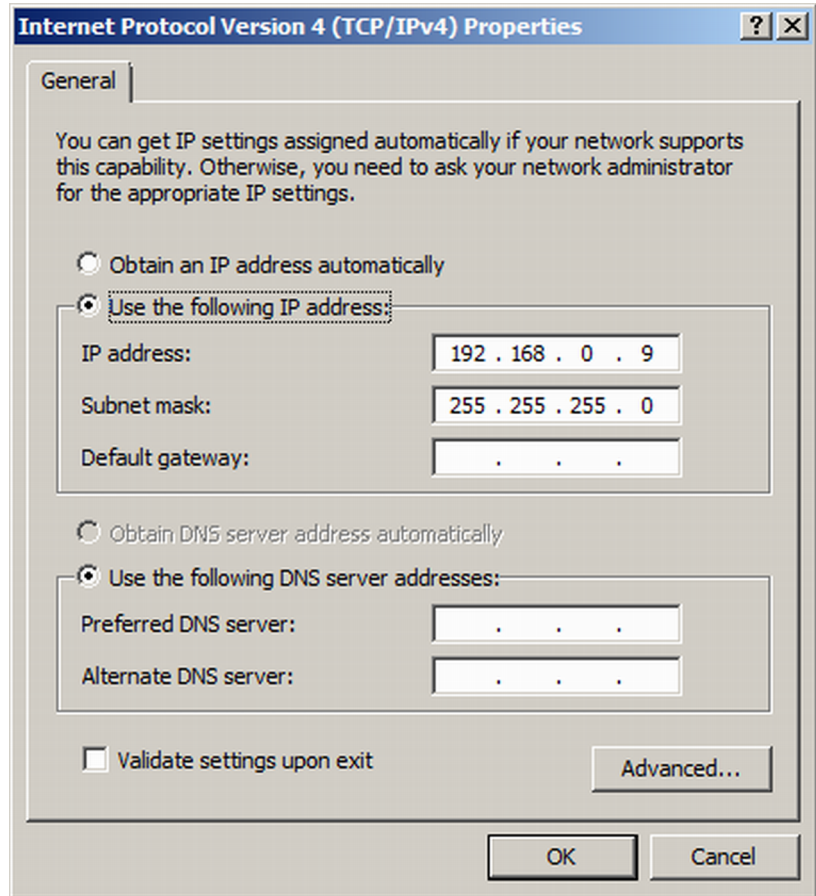 Internet Protocol Version 4 (TCP/IPv4) Properties
General
You can get IP settings assigned automatically if your network supports
this capability. Otherwise, you need to ask your network administrator
for the appropriate IP settings.
Obtain an IP address automatically
Use the following IP address:
IP address: 192 . 168 . 0 . 9
Subnet mask: 255 . 255 . 255 . 0
Default gateway: . . .
Obtain DNS server address automatically
Use the following DNS server addresses:
Preferred DNS server: . . .
Alternate DNS server: . . .
Validate settings upon exit
Advanced...
OK Cancel